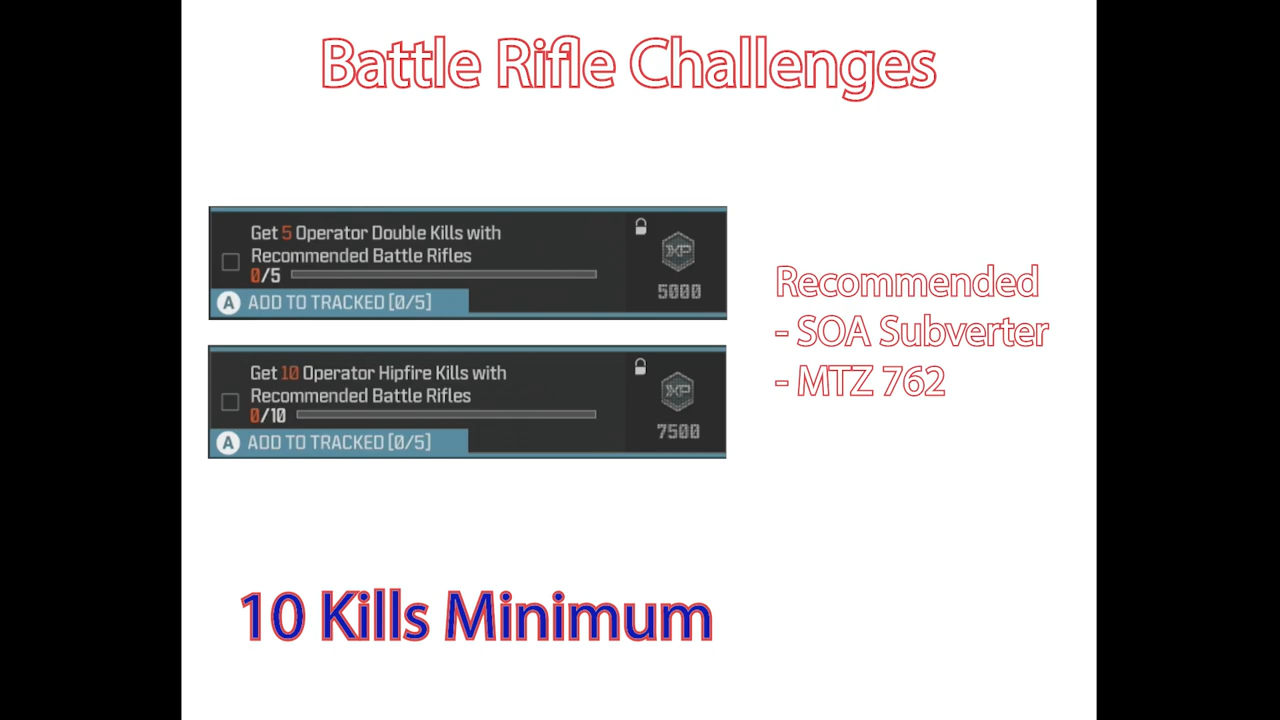 Battle Rifle Challenges
Get 5 Operator Double Kills with
Recommended Battle Rifles
0/5
XP
5000
A ADD TO TRACKED [0/5]
Get 10 Operator Hipfire Kills with
Recommended Battle Rifles
0/10
XP
7500
A ADD TO TRACKED [0/5]
Recommended
- SOA Subverter
- MTZ 762
10 Kills Minimum